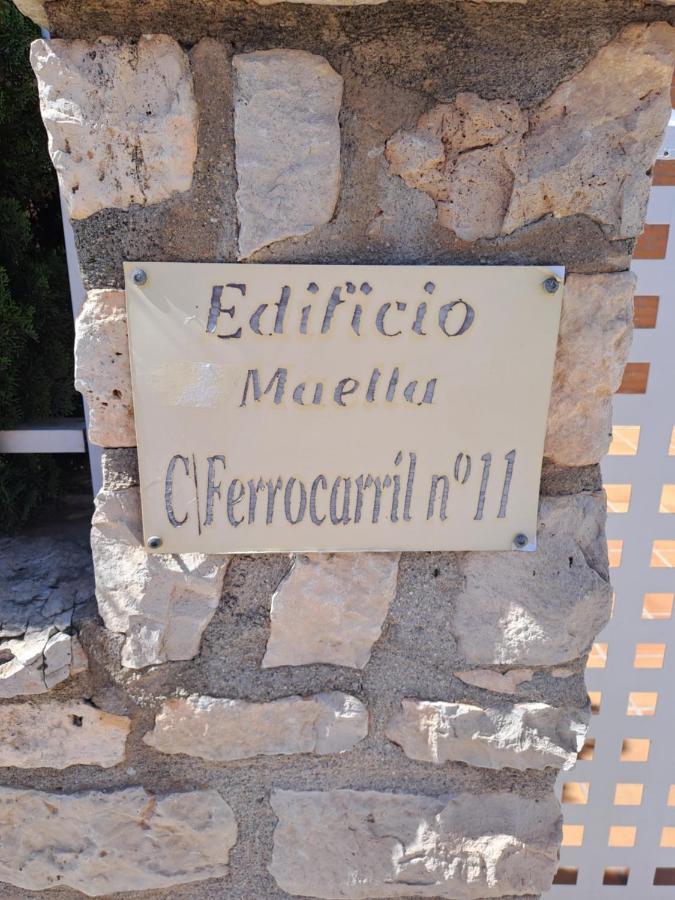 Edificio
Maella
C\Ferrocarril nº11